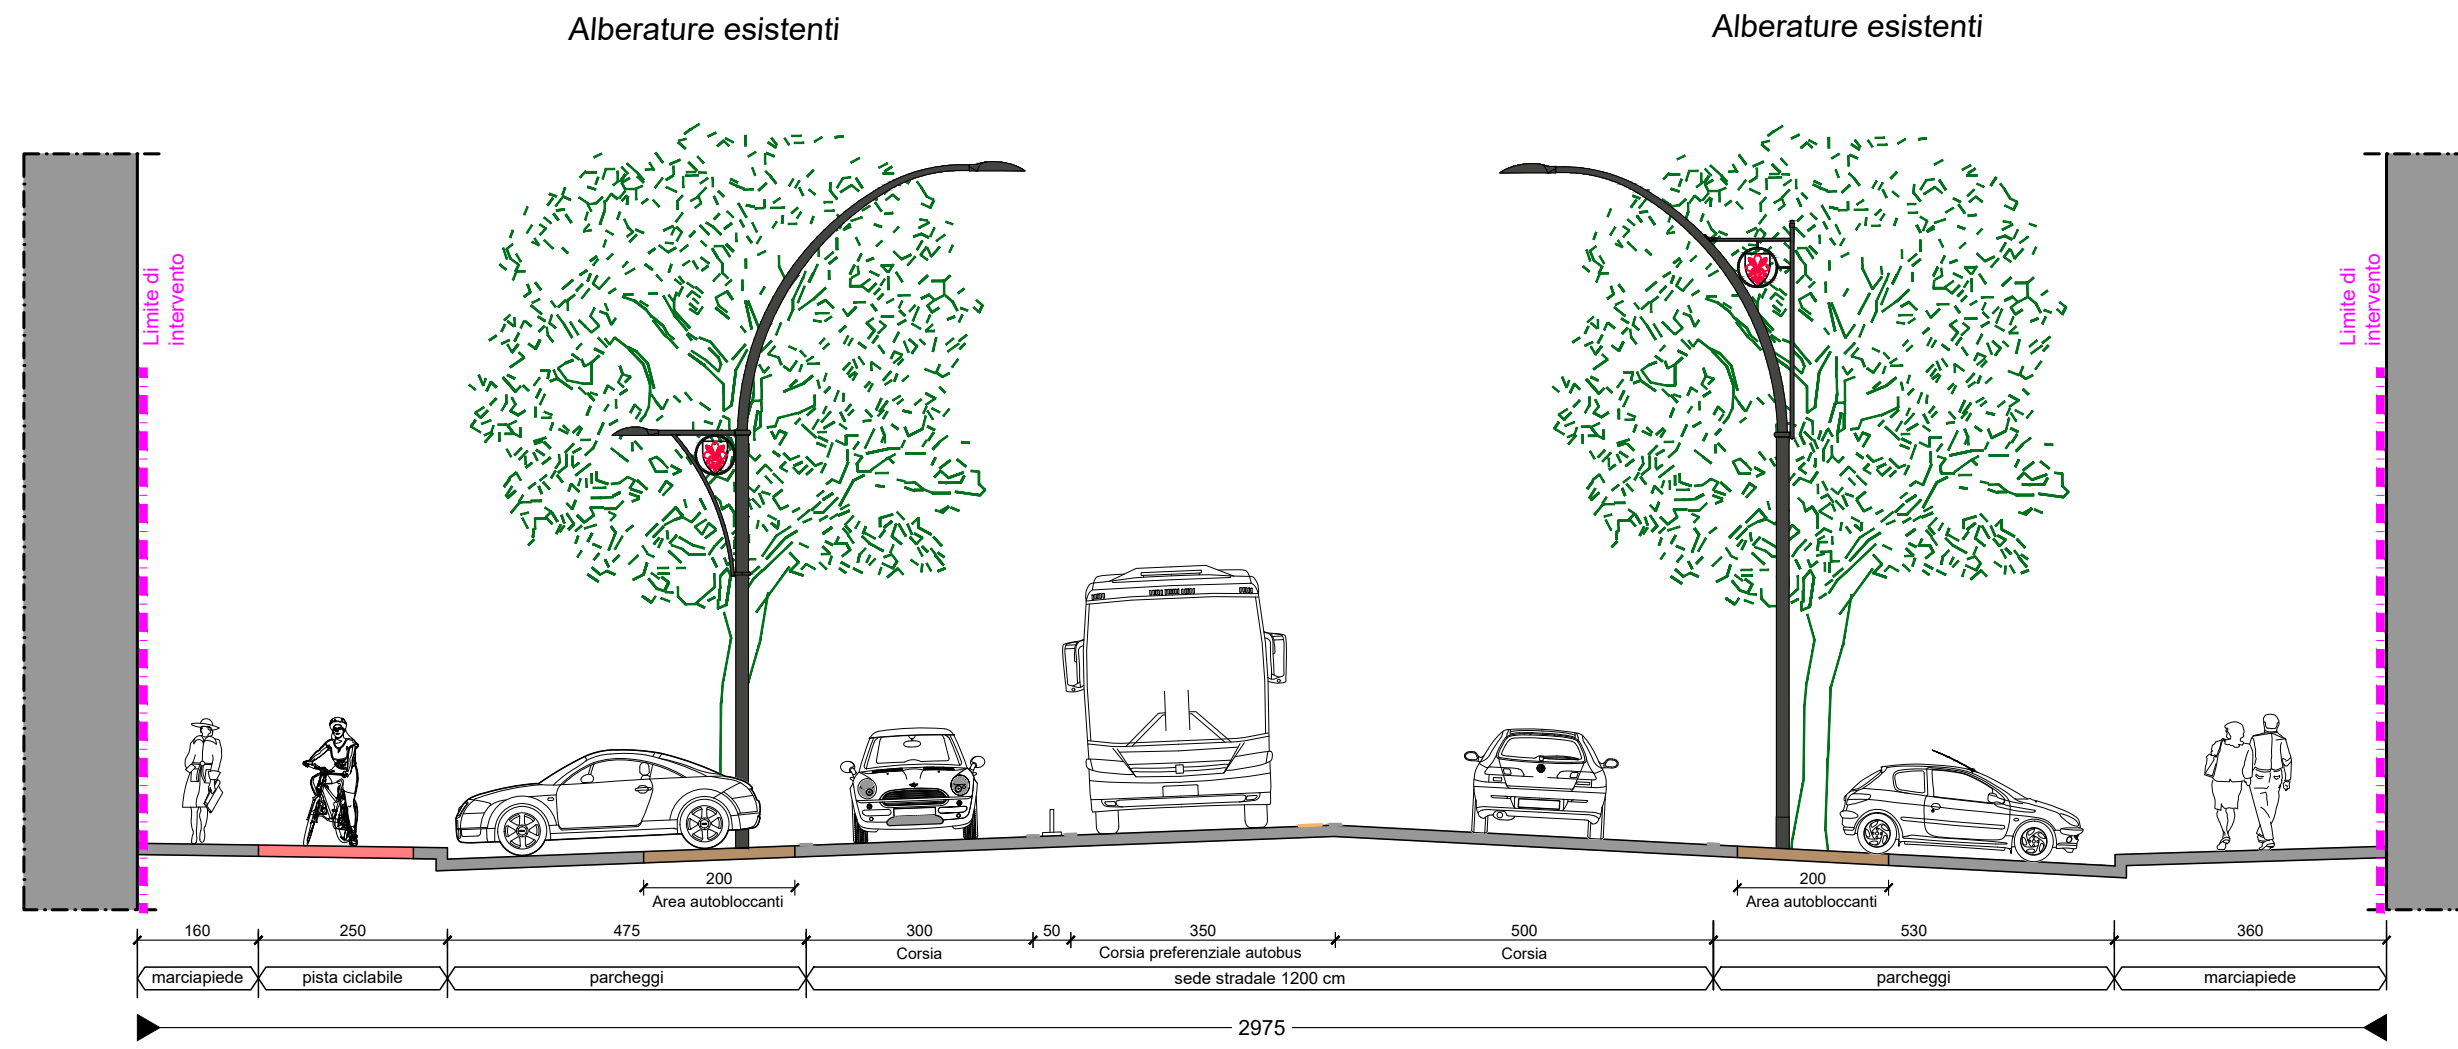 Alberature esistenti
Alberature esistenti
Limite di
intervento
Limite di
intervento
200
Area autobloccanti
200
Area autobloccanti
160
250
475
300
50
350
500
530
360
Corsia
Corsia preferenziale autobus
Corsia
marciapiede
pista ciclabile
parcheggi
sede stradale 1200 cm
parcheggi
marciapiede
2975